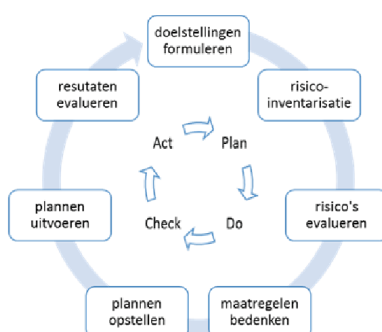 doelstellingen
formuleren
risico-
inventarisatie
risico's
evalueren
maatregelen
bedenken
plannen
opstellen
plannen
uitvoeren
resutaten
evalueren
Act
Plan
Do
Check